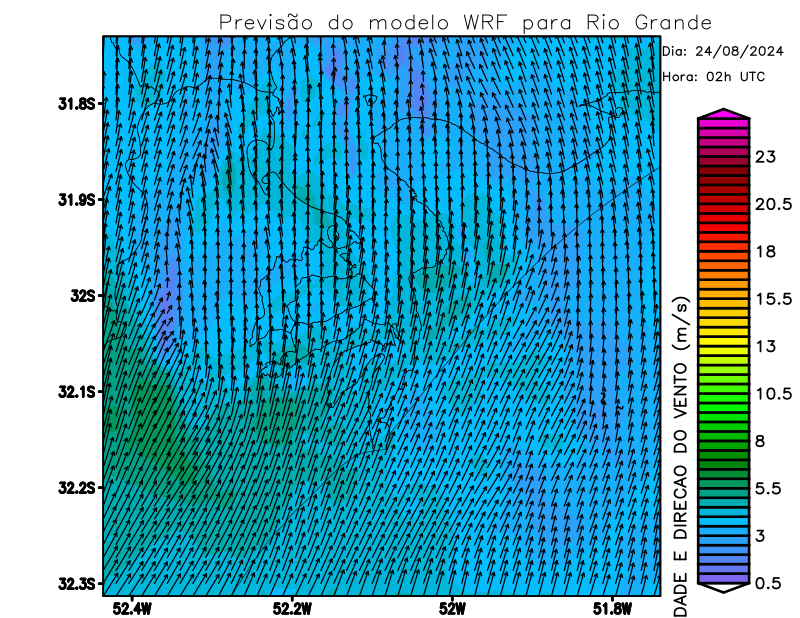 Previsão do modelo WRF para Rio Grande
Dia: 24/08/2024
Hora: 02h UTC
31.8S
31.9S
32S
32.1S
32.2S
32.3S
52.4W
52.2W
52W
51.8W
DADE E DIRECAO DO VENTO (m/s)
23
20.5
18
15.5
13
10.5
8
5.5
3
0.5